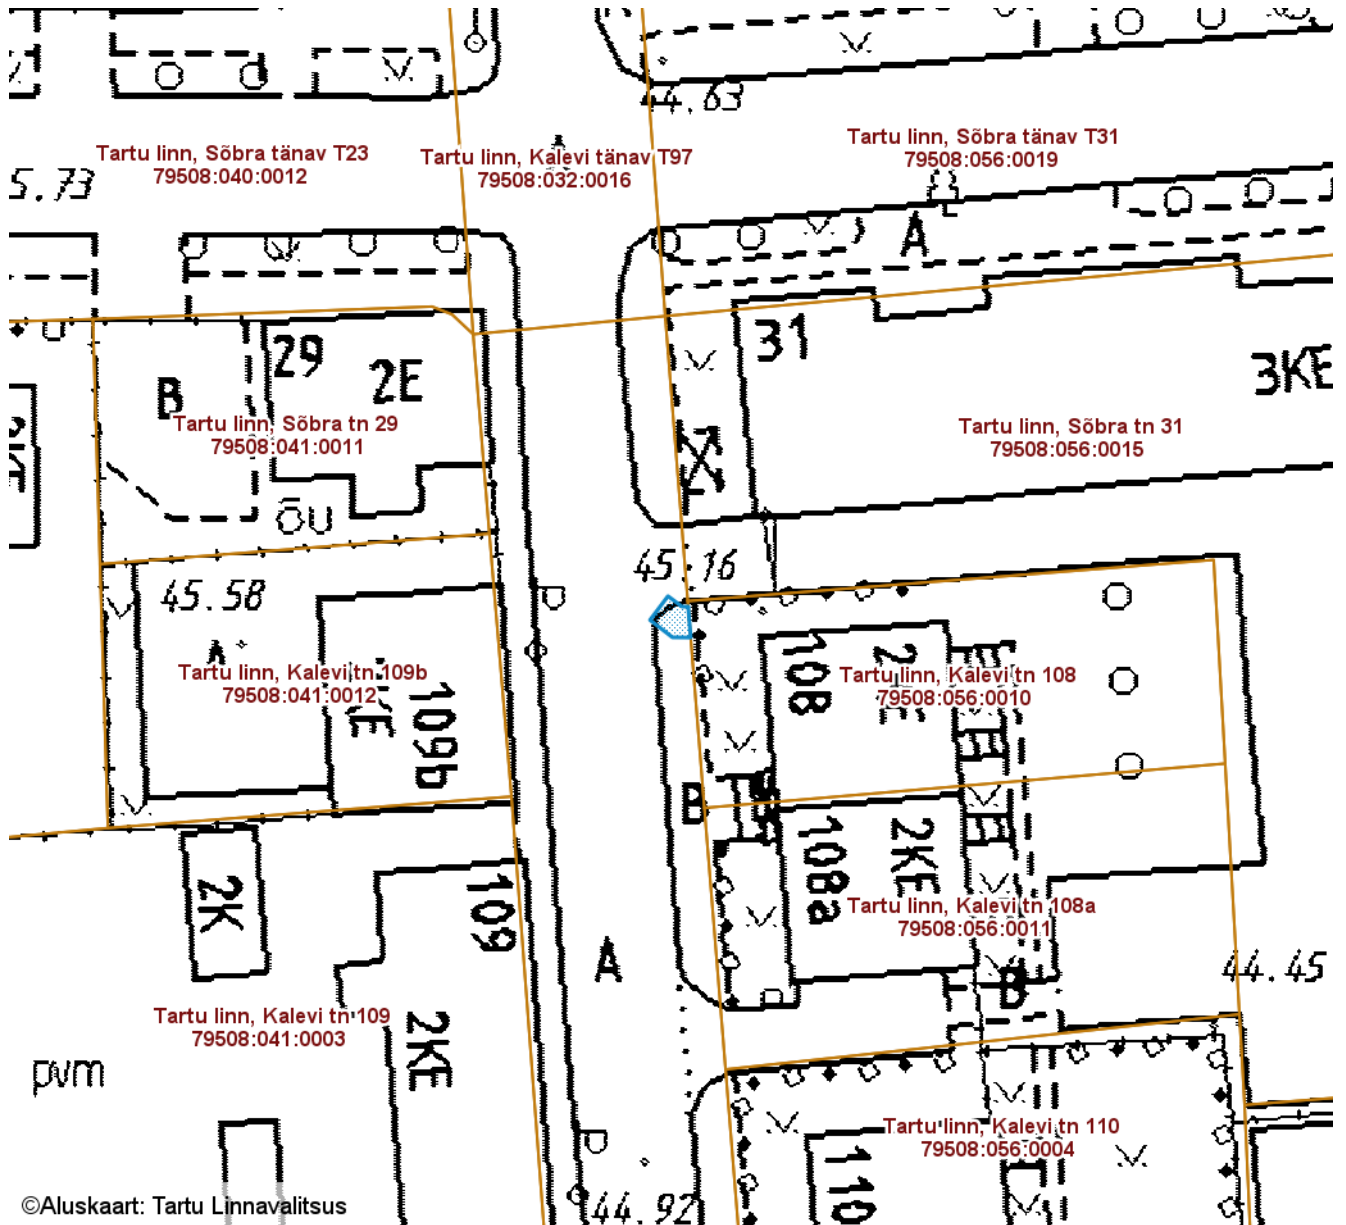 44.63
Tartu linn, Sõbra tänav T23
79508:040:0012
Tartu linn, Kalevi tänav T97
79508:032:0016
Tartu linn, Sõbra tänav T31
79508:056:0019
5.73
A
29
2E
B
31
3KE
Tartu linn, Sõbra tn 29
79508:041:0011
Tartu linn, Sõbra tn 31
79508:056:0015
ÕU
45.16
45.58
Tartu linn, Kalevi tn 109b
79508:041:0012
109b
108
Tartu linn, Kalevi tn 108
79508:056:0010
B
108a
2KE
Tartu linn, Kalevi tn 108a
79508:056:0011
2K
109
A
B
44.45
Tartu linn, Kalevi tn 109
79508:041:0003
2KE
pvm
Tartu linn, Kalevi tn 110
79508:056:0004
110
44.92
©Aluskaart: Tartu Linnavalitsus